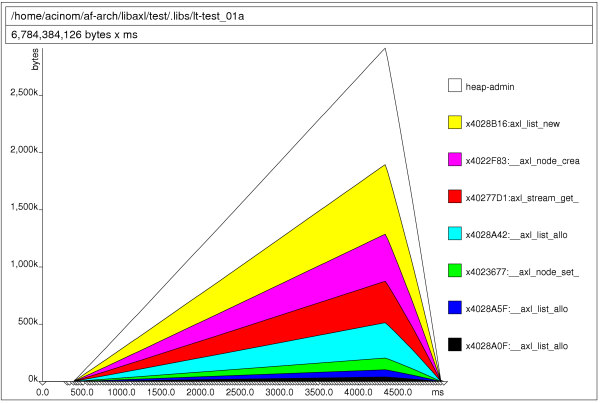 /home/acinom/af-arch/libaxl/test/.libs/lt-test_01a
6,784,384,126 bytes x ms
bytes
2,500k
2,000k
1,500k
1,000k
500k
0k
0.0 500.0 1000.0 1500.0 2000.0 2500.0 3000.0 3500.0 4000.0 4500.0 ms
heap-admin
x4028B16:axl_list_new
x4022F83:__axl_node_crea
x40277D1:axl_stream_get_
x4028A42:__axl_list_allo
x4023677:__axl_node_set_
x4028A5F:__axl_list_allo
x4028A0F:__axl_list_allo